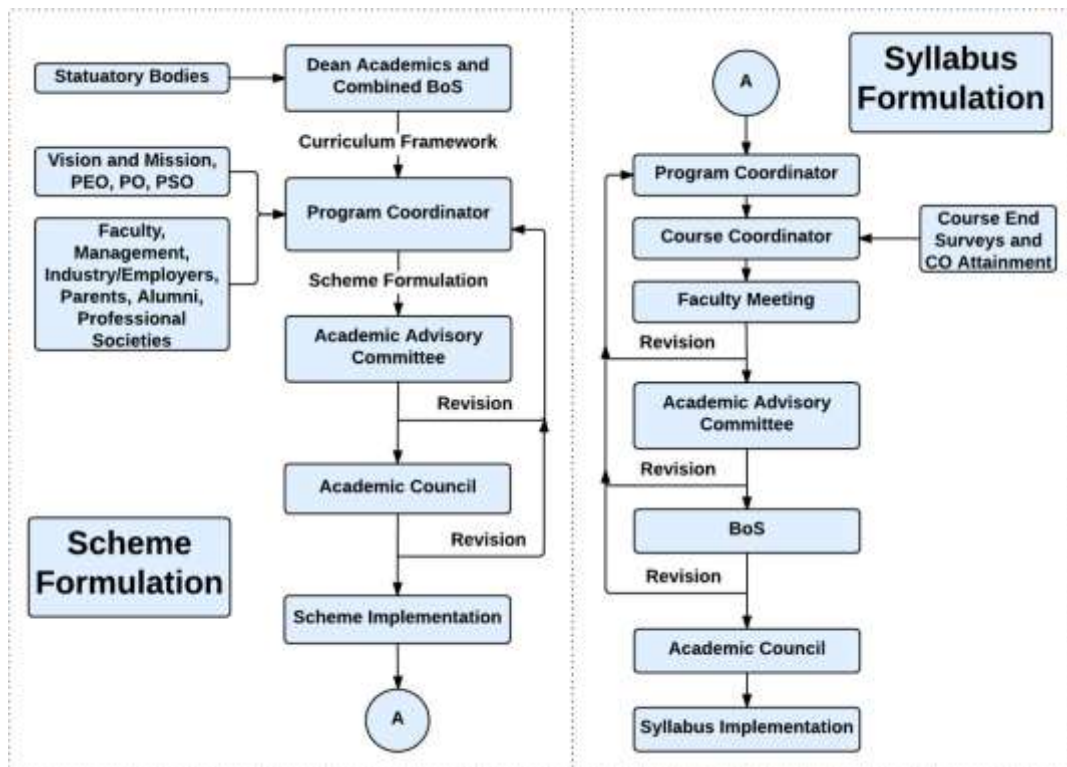 Statuatory Bodies
Dean Academics and
Combined BoS
Curriculum Framework
Vision and Mission,
PEO, PO, PSO
Program Coordinator
Faculty,
Management,
Industry/Employers,
Parents, Alumni,
Professional
Societies
Scheme Formulation
Academic Advisory
Committee
Revision
Academic Council
Revision
Scheme
Formulation
Scheme Implementation
A
Syllabus
Formulation
A
Program Coordinator
Course Coordinator
Course End
Surveys and
CO Attainment
Faculty Meeting
Revision
Academic Advisory
Committee
Revision
BoS
Revision
Academic Council
Syllabus Implementation